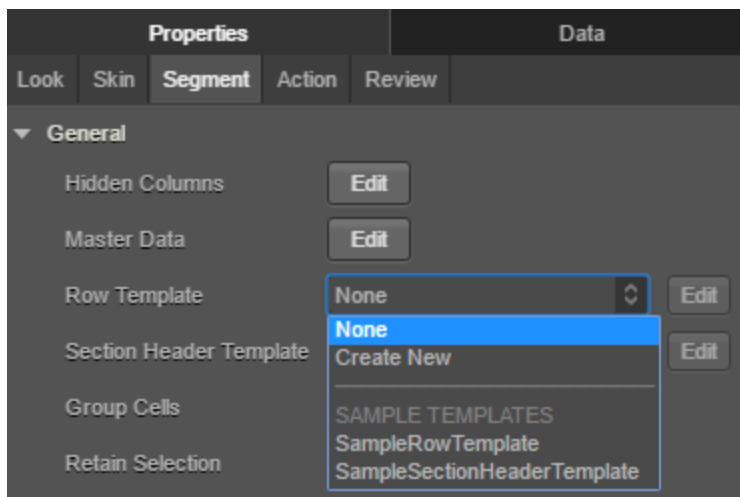 Properties Data
Look Skin Segment Action Review
General
Hidden Columns Edit
Master Data Edit
Row Template None Edit
None
Section Header Template Create New Edit
SAMPLE TEMPLATES
Group Cells
SampleRowTemplate
Retain Selection SampleSectionHeaderTemplate